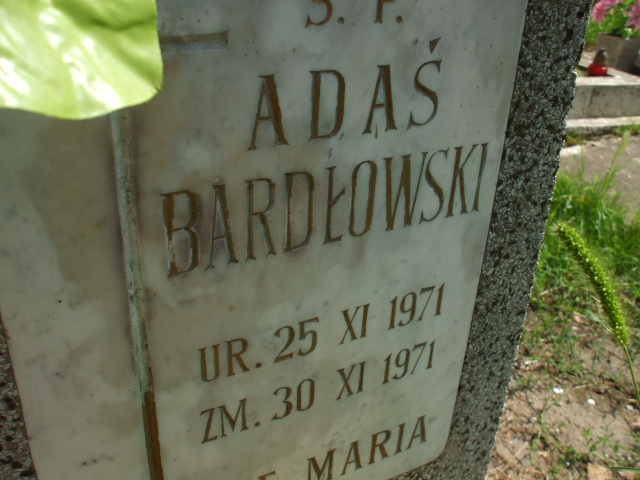 Ś. P.
ADAŚ
BARDŁOWSKI
UR. 25 XI 1971
ZM. 30 XI 1971
MARIA